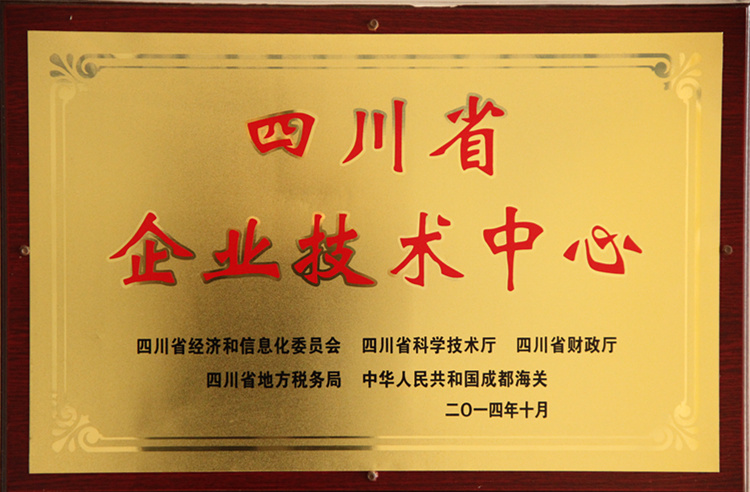 四川省
企业技术中心
四川省经济和信息化委员会 四川省科学技术厅 四川省财政厅
四川省地方税务局 中华人民共和国成都海关
二〇一四年十月